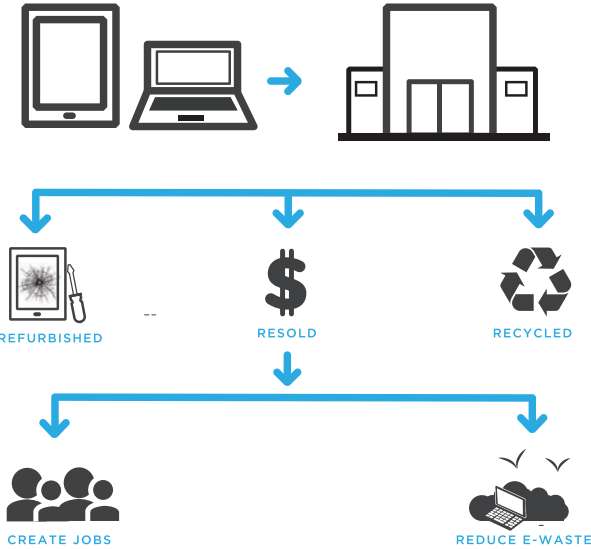 REFURBISHED
RESOLD
RECYCLED
CREATE JOBS
REDUCE E-WASTE